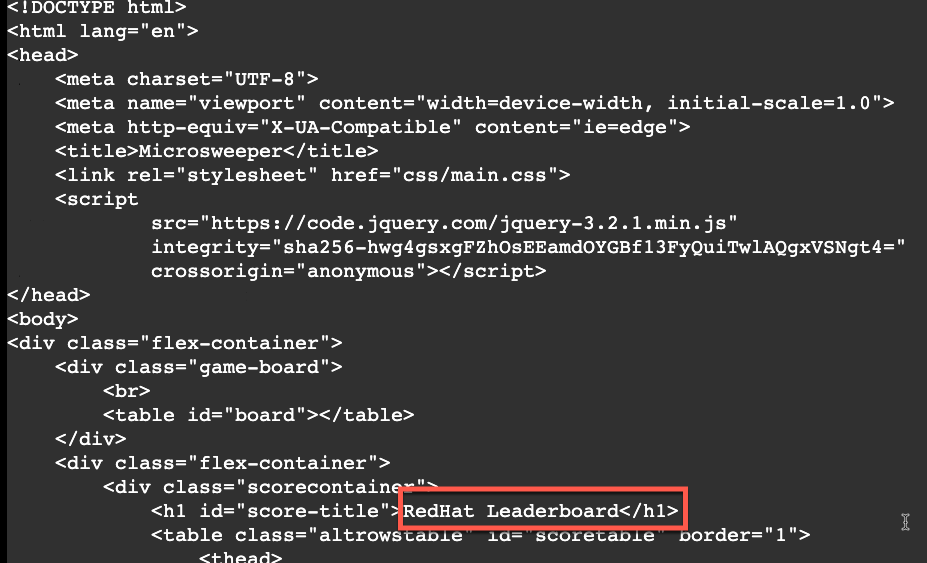 <!DOCTYPE html>
<html lang="en">
<head>
    <meta charset="UTF-8">
    <meta name="viewport" content="width=device-width, initial-scale=1.0">
    <meta http-equiv="X-UA-Compatible" content="ie=edge">
    <title>Microsweeper</title>
    <link rel="stylesheet" href="css/main.css">
    <script
            src="https://code.jquery.com/jquery-3.2.1.min.js"
            integrity="sha256-hwg4gsxgFZhOsEEamdOYGBf13FyQuiTwlAQgxVSNgt4="
            crossorigin="anonymous"></script>
</head>
<body>
<div class="flex-container">
    <div class="game-board">
        <br>
        <table id="board"></table>
    </div>
    <div class="flex-container">
        <div class="scorecontainer">
            <h1 id="score-title">RedHat Leaderboard</h1>
            <table class="altrowstable" id="scoretable" border="1">
                <thead>